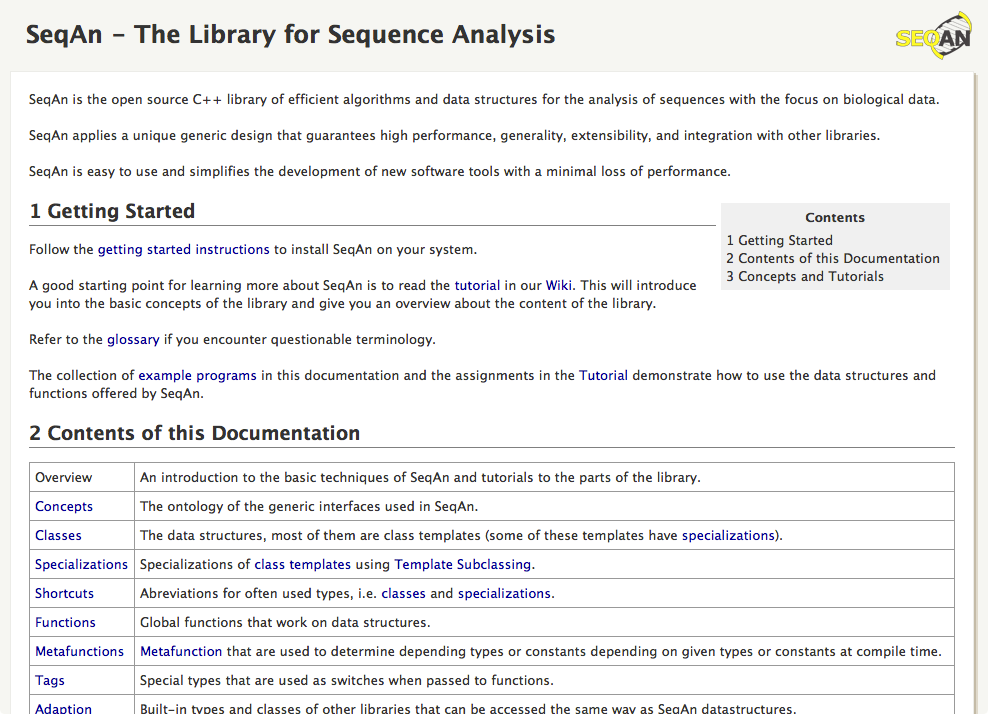 SeqAn – The Library for Sequence Analysis
SEQAN
SeqAn is the open source C++ library of efficient algorithms and data structures for the analysis of sequences with the focus on biological data.
SeqAn applies a unique generic design that guarantees high performance, generality, extensibility, and integration with other libraries.
SeqAn is easy to use and simplifies the development of new software tools with a minimal loss of performance.
1 Getting Started
Contents
1 Getting Started
2 Contents of this Documentation
3 Concepts and Tutorials
Follow the getting started instructions to install SeqAn on your system.
A good starting point for learning more about SeqAn is to read the tutorial in our Wiki. This will introduce
you into the basic concepts of the library and give you an overview about the content of the library.
Refer to the glossary if you encounter questionable terminology.
The collection of example programs in this documentation and the assignments in the Tutorial demonstrate how to use the data structures and
functions offered by SeqAn.
2 Contents of this Documentation
Overview An introduction to the basic techniques of SeqAn and tutorials to the parts of the library.
Concepts The ontology of the generic interfaces used in SeqAn.
Classes The data structures, most of them are class templates (some of these templates have specializations).
Specializations Specializations of class templates using Template Subclassing.
Shortcuts Abreviations for often used types, i.e. classes and specializations.
Functions Global functions that work on data structures.
Metafunctions Metafunction that are used to determine depending types or constants depending on given types or constants at compile time.
Tags Special types that are used as switches when passed to functions.
Adaption Built-in types and classes of other libraries that can be accessed the same way as SeqAn datastructures.